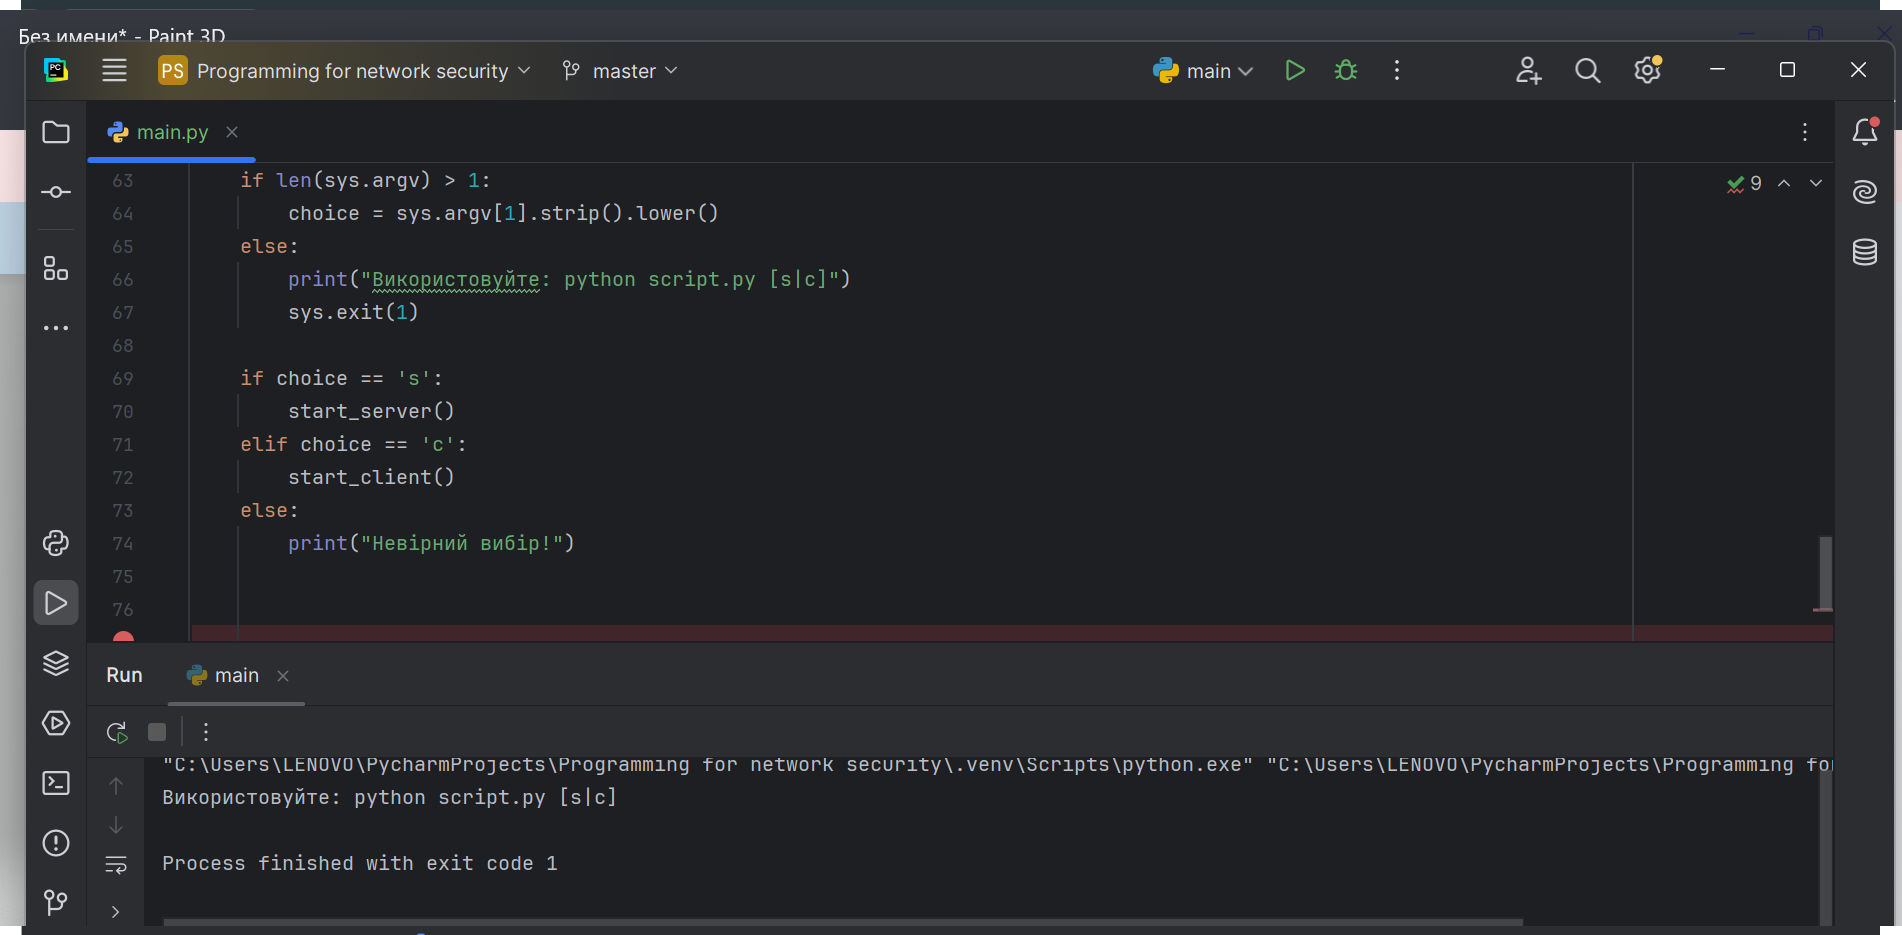 Без имени* - Paint 3D
PC
PS Programming for network security
master
main
main.py
63 if len(sys.argv) > 1:
64 choice = sys.argv[1].strip().lower()
65 else:
66 print("Використовуйте: python script.py [s|c]")
67 sys.exit(1)
68
69 if choice == 's':
70 start_server()
71 elif choice == 'c':
72 start_client()
73 else:
74 print("Невірний вибір!")
75
76
9
Run main
"C:\Users\LENOVO\PycharmProjects\Programming for network security\.venv\Scripts\python.exe" "C:\Users\LENOVO\PycharmProjects\Programming for
Використовуйте: python script.py [s|c]
Process finished with exit code 1